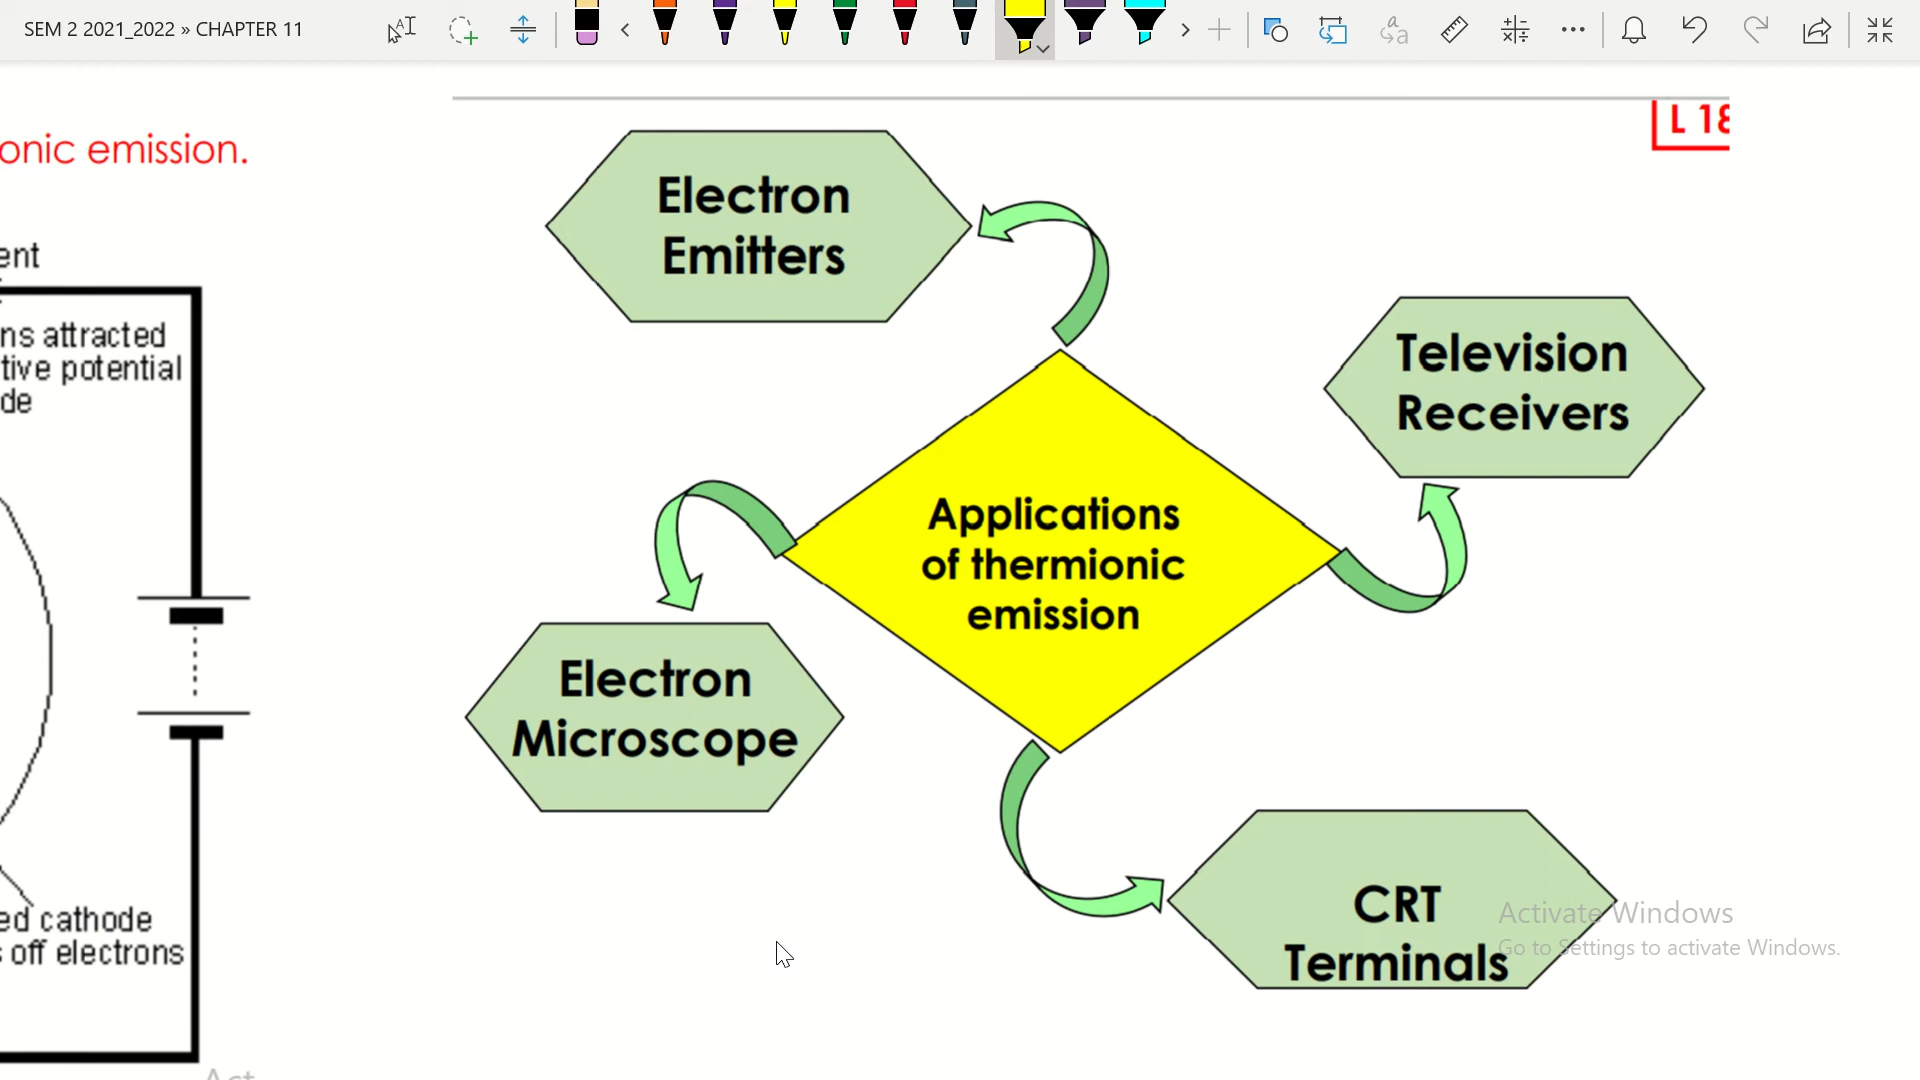 SEM 2 2021_2022 » CHAPTER 11
L 18
onic emission.
ent
ns attracted
tive potential
de
ed cathode
s off electrons
Electron
Emitters
Television
Receivers
Applications
of thermionic
emission
Electron
Microscope
CRT
Terminals
Activate Windows
Go to Settings to activate Windows.